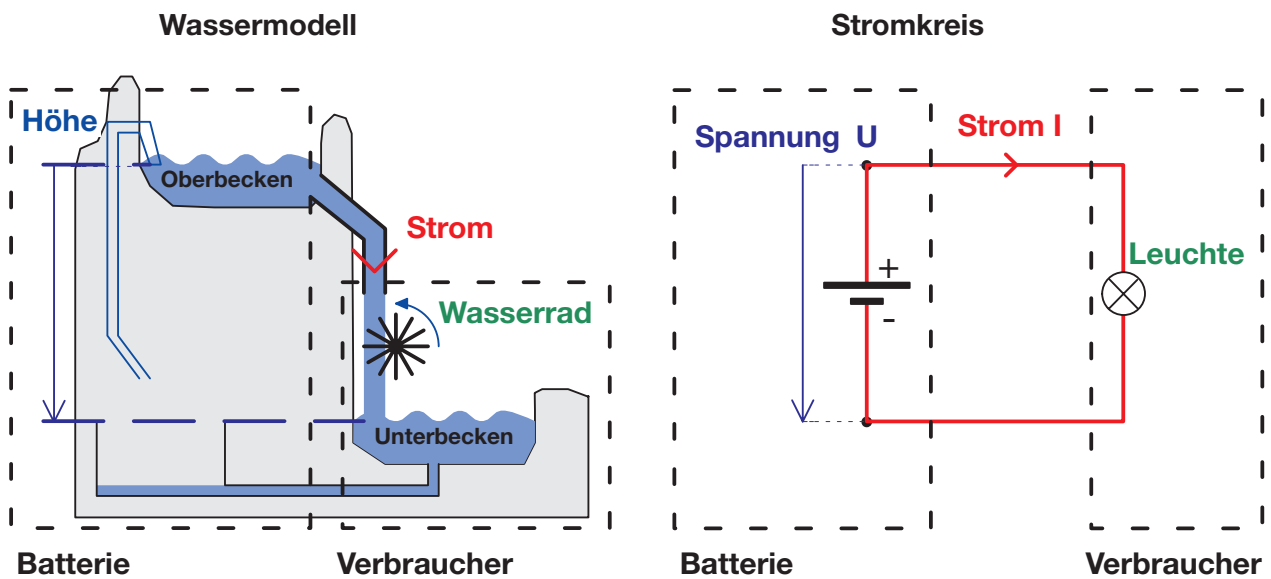 Wassermodell
Stromkreis
Höhe
Oberbecken
Strom
Wasserrad
Unterbecken
Batterie
Verbraucher
Spannung U
Strom I
+
-
Leuchte
Batterie
Verbraucher